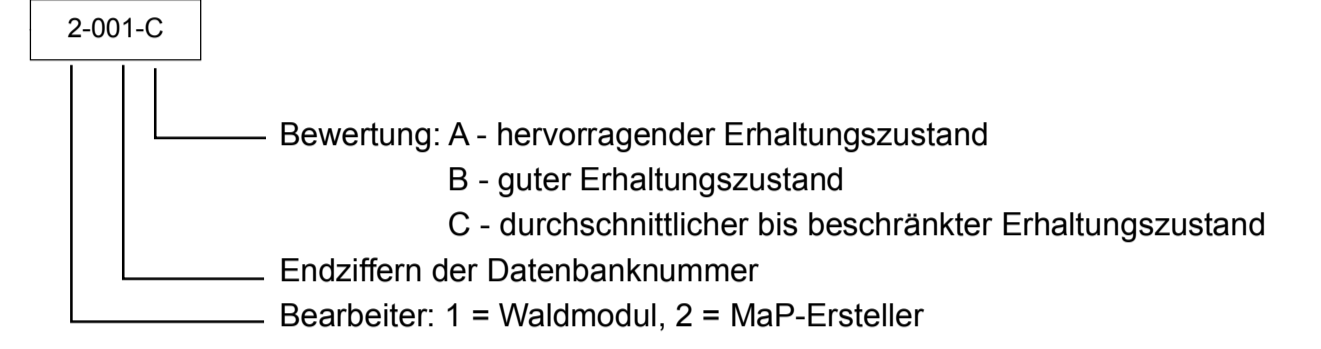 2-001-C
Bewertung: A - hervorragender Erhaltungszustand
B - guter Erhaltungszustand
C - durchschnittlicher bis beschränkter Erhaltungszustand
Endziffern der Datenbanknummer
Bearbeiter: 1 = Waldmodul, 2 = MaP-Ersteller